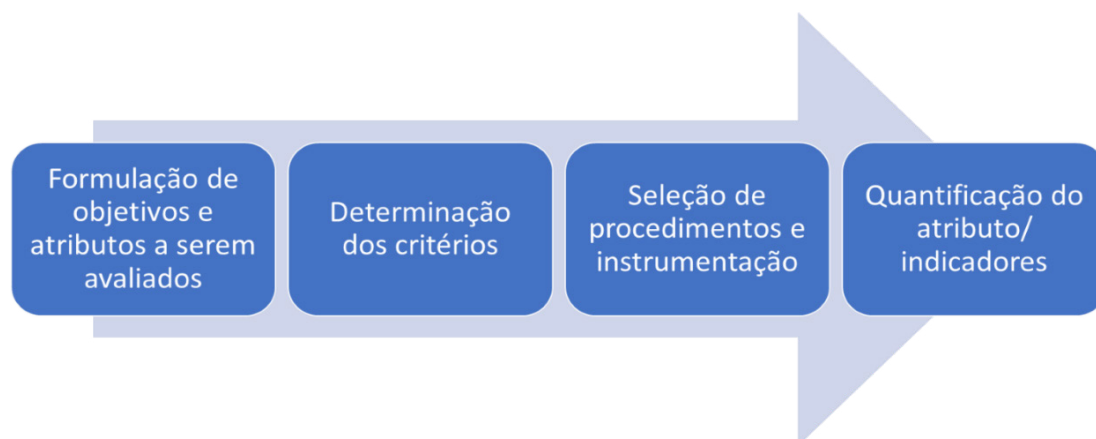 Formulação de
objetivos e
atributos a serem
avaliados
Determinação
dos critérios
Seleção de
procedimentos e
instrumentação
Quantificação do
atributo/
indicadores